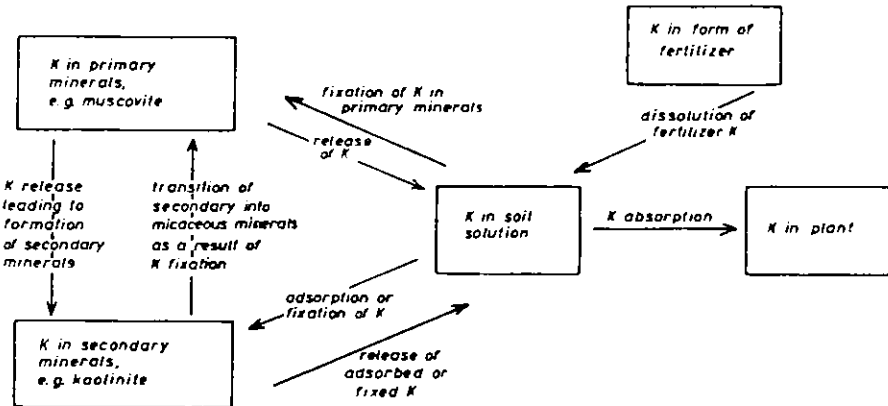 K in form of
fertilizer
K in primary
minerals,
e.g. muscovite
fixation of K in
primary minerals
dissolution of
fertilizer K
release
of K
K release
leading to
formation
of secondary
minerals
transition of
secondary into
micaceous minerals
as a result of
K fixation
K in soil
solution
K absorption
K in plant
adsorption or
fixation of K
K in secondary
minerals,
e.g. kaolinite
release of
adsorbed or
fixed K